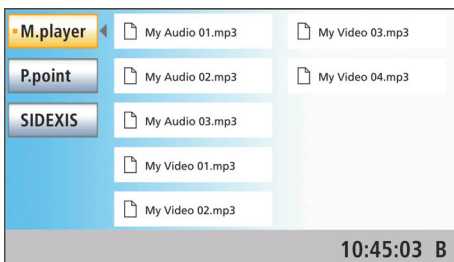 M.player
P.point
SIDEXIS
My Audio 01.mp3
My Audio 02.mp3
My Audio 03.mp3
My Video 01.mp3
My Video 02.mp3
My Video 03.mp3
My Video 04.mp3
10:45:03 B